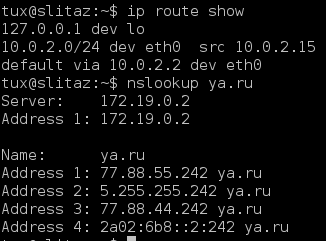 tux@slitaz:~$ ip route show
127.0.0.1 dev lo
10.0.2.0/24 dev eth0  src 10.0.2.15
default via 10.0.2.2 dev eth0
tux@slitaz:~$ nslookup ya.ru
Server:    172.19.0.2
Address 1: 172.19.0.2

Name:      ya.ru
Address 1: 77.88.55.242 ya.ru
Address 2: 5.255.255.242 ya.ru
Address 3: 77.88.44.242 ya.ru
Address 4: 2a02:6b8::2:242 ya.ru
tux@slitaz:~$